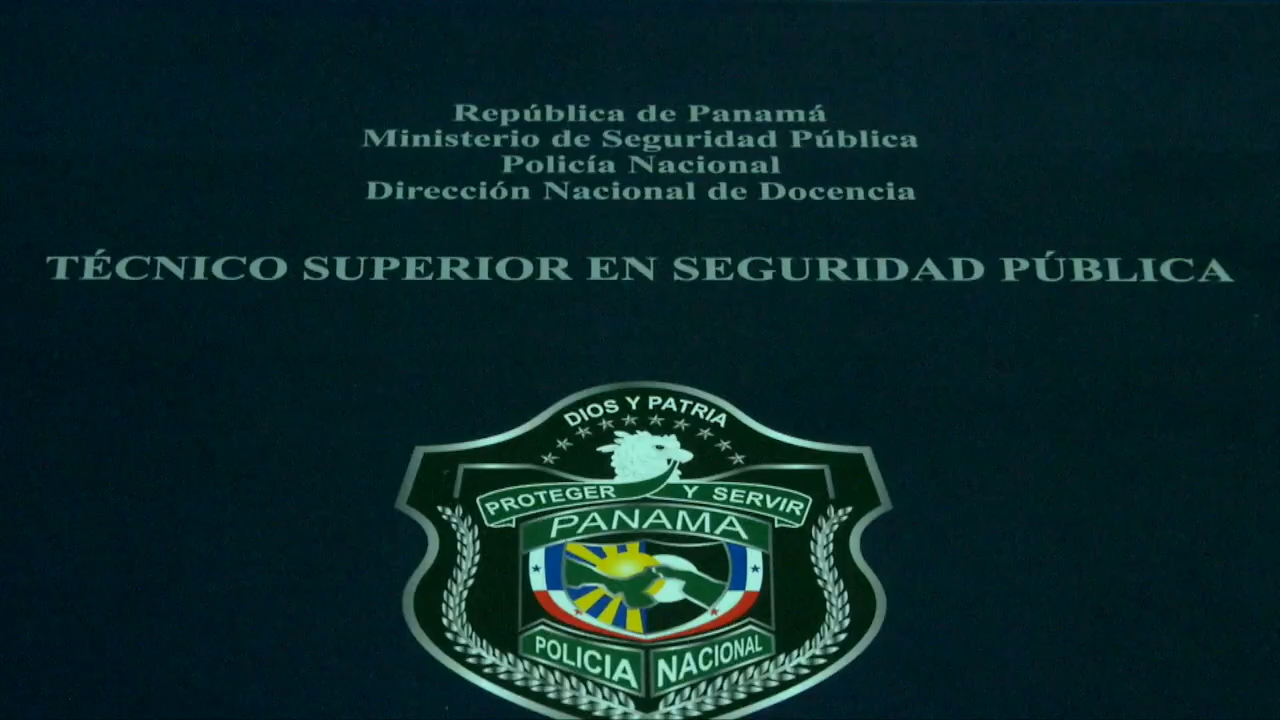 República de Panamá
Ministerio de Seguridad Pública
Policía Nacional
Dirección Nacional de Docencia
TÉCNICO SUPERIOR EN SEGURIDAD PÚBLICA
DIOS Y PATRIA
PROTEGER Y SERVIR
PANAMA
POLICIA NACIONAL